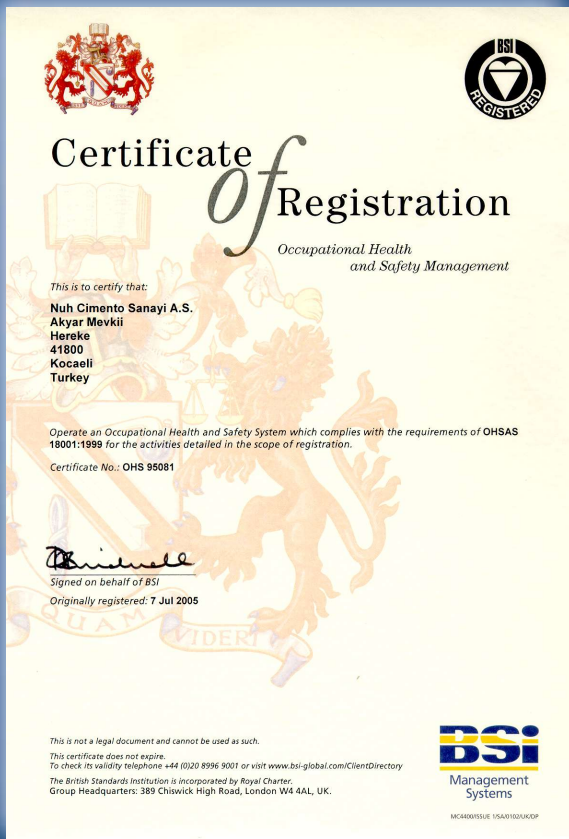 BSI
REGISTERED
Certificate
of
Registration
Occupational Health
and Safety Management
This is to certify that:
Nuh Cimento Sanayi A.S.
Akyar Mevkii
Hereke
41800
Kocaeli
Turkey
Operate an Occupational Health and Safety System which complies with the requirements of OHSAS
18001:1999 for the activities detailed in the scope of registration.
Certificate No.: OHS 95081
Signed on behalf of BSI
Originally registered: 7 Jul 2005
QUAM VIDERI
This is not a legal document and cannot be used as such.
This certificate does not expire.
To check its validity telephone +44 (0)20 8996 9001 or visit www.bsi-global.com/ClientDirectory
The British Standards Institution is incorporated by Royal Charter.
Group Headquarters: 389 Chiswick High Road, London W4 4AL, UK.
BSi
Management
Systems
MC4400/ISSUE 1/SA/0102/UK/DP